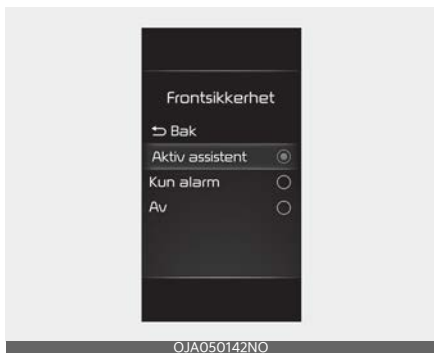 Frontsikkerhet
Bak
Aktiv assistent
Kun alarm
Av
OJA050142NO